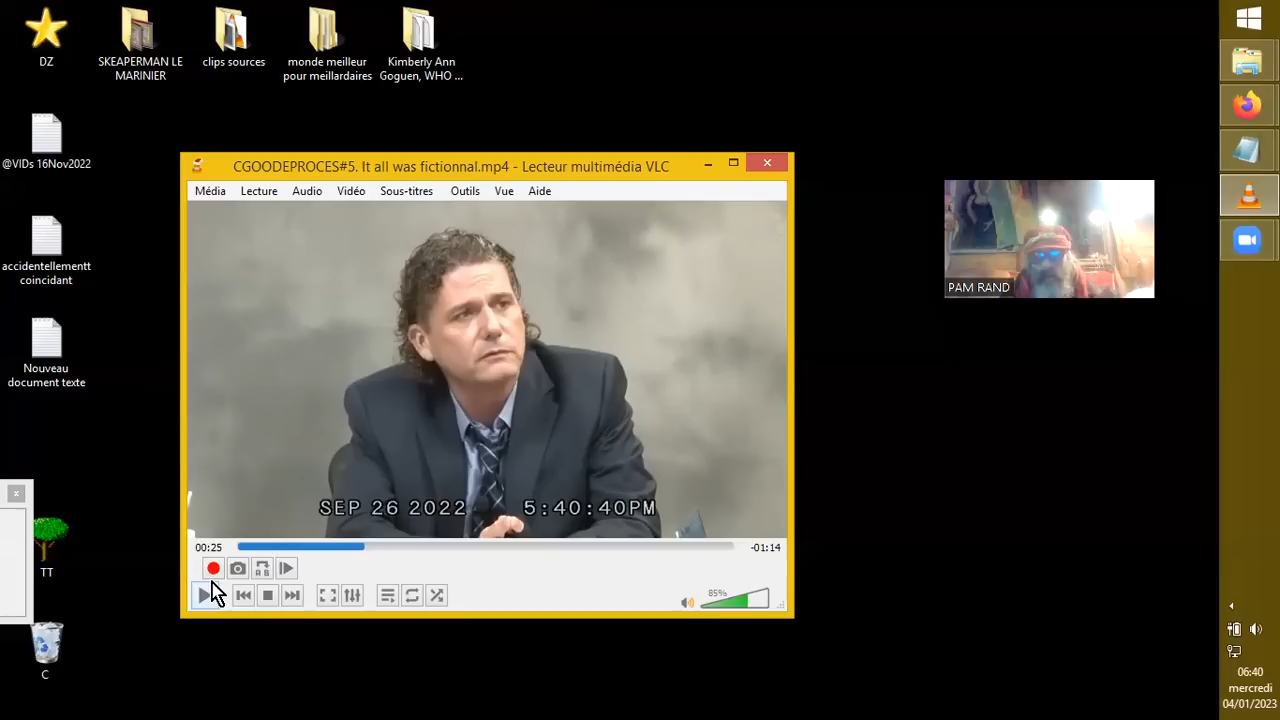 DZ
SKEAPERMAN LE
MARINIER
clips sources
monde meilleur
pour meillardaires
Kimberly Ann
Goguen, WHO ...
@VIDs 16Nov2022
accidentellementt
coincidant
Nouveau
document texte
TT
C
CGOODEPROCES#5. It all was fictionnal.mp4 - Lecteur multimédia VLC
Média Lecture Audio Vidéo Sous-titres Outils Vue Aide
SEP 26 2022 5:40:40PM
00:25 -01:14
85%
PAM RAND
06:40
mercredi
04/01/2023